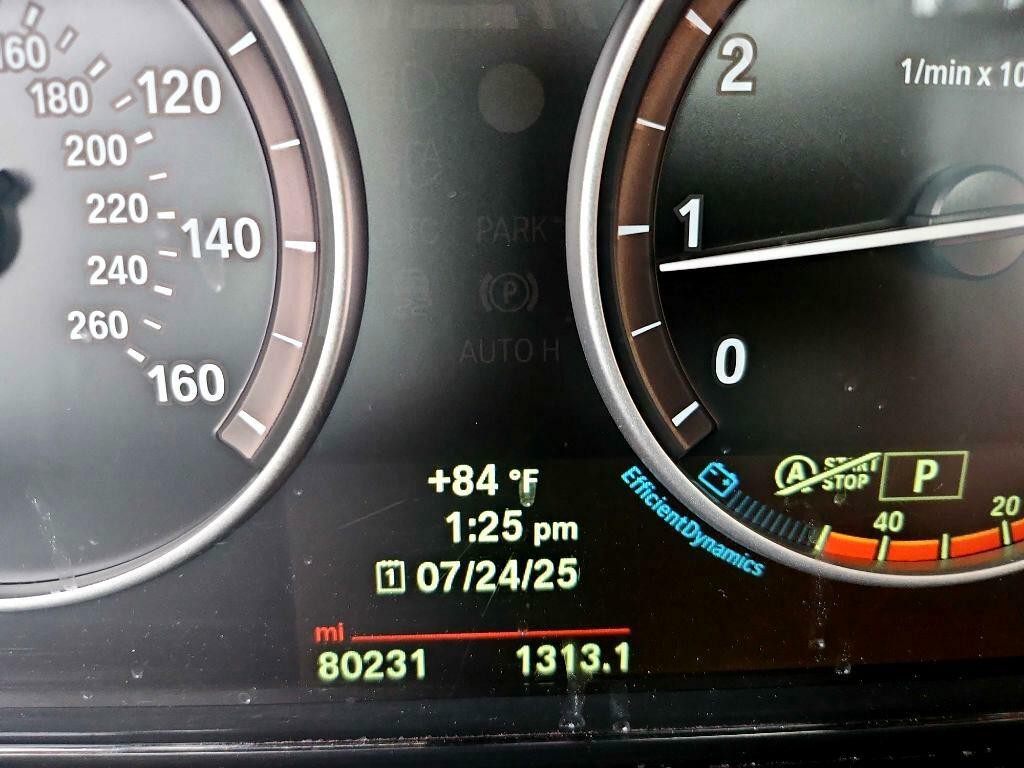 160
180
120
200
220
140
240
260
160
2
1/min x 10
1
0
PARK
(P)
AUTO H
+84 °F
1:25 pm
1 07/24/25
mi
80231 1313.1
EfficientDynamics
A START STOP
P
40
20